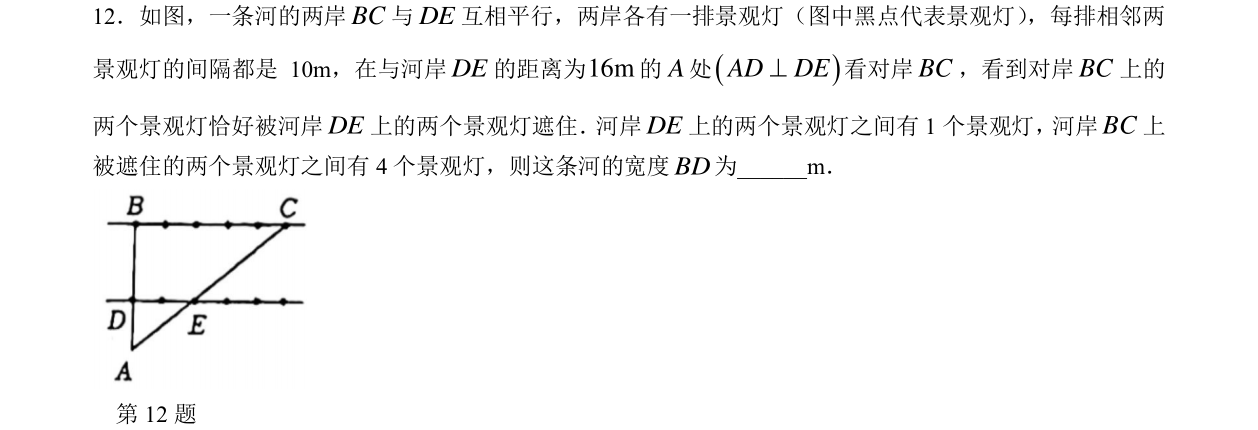 12．如图，一条河的两岸 BC 与 DE 互相平行，两岸各有一排景观灯（图中黑点代表景观灯），每排相邻两
景观灯的间隔都是 10m，在与河岸 DE 的距离为16m 的 A 处(AD⊥DE)看对岸 BC ，看到对岸 BC 上的
两个景观灯恰好被河岸 DE 上的两个景观灯遮住．河岸 DE 上的两个景观灯之间有 1 个景观灯，河岸 BC 上
被遮住的两个景观灯之间有 4 个景观灯，则这条河的宽度 BD 为______m．
B C
D E
A
第 12 题